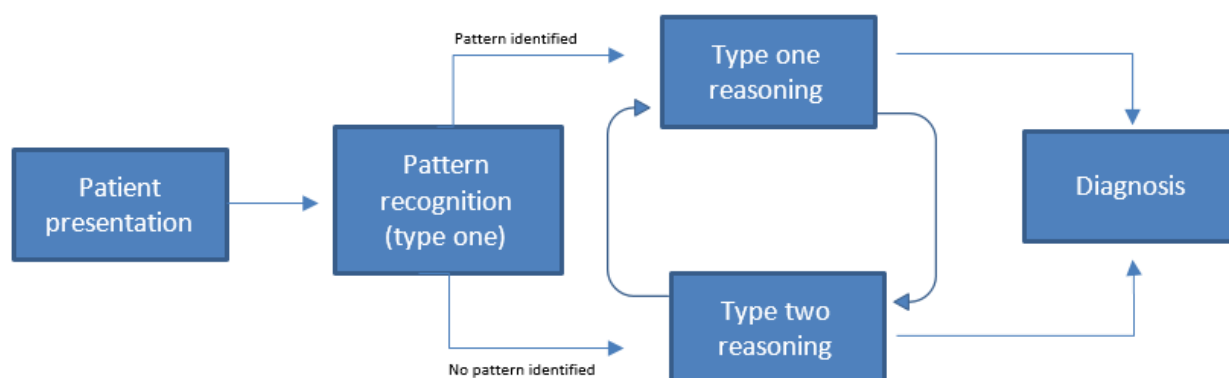 Pattern identified
Type one
reasoning
Patient
presentation
Pattern
recognition
(type one)
Diagnosis
Type two
reasoning
No pattern identified